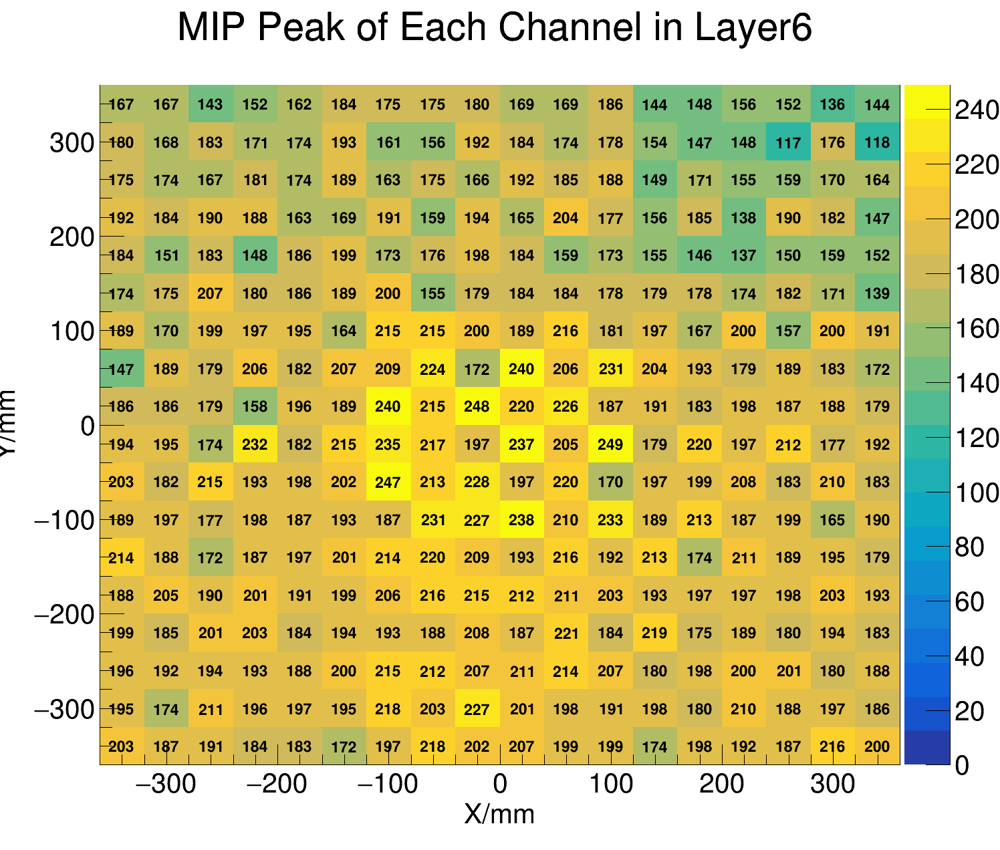 MIP Peak of Each Channel in Layer6
167 167 143 152 162 184 175 175 180 169 169 186 144 148 156 152 136 144
240
300 180 168 183 171 174 193 161 156 192 184 174 178 154 147 148 117 176 118
220
175 174 167 181 174 189 163 175 166 192 185 188 149 171 155 159 170 164
192 184 190 188 163 169 191 159 194 165 204 177 156 185 138 190 182 147
200
200
184 151 183 148 186 199 173 176 198 184 159 173 155 146 137 150 159 152
180
174 175 207 180 186 189 200 155 179 184 184 178 179 178 174 182 171 139
100 189 170 199 197 195 164 215 215 200 189 216 181 197 167 200 157 200 191
160
147 189 179 206 182 207 209 224 172 240 206 231 204 193 179 189 183 172
140
186 186 179 158 196 189 240 215 248 220 226 187 191 183 198 187 188 179
0
120
194 195 174 232 182 215 235 217 197 237 205 249 179 220 197 212 177 192
203 182 215 193 198 202 247 213 228 197 220 170 197 199 208 183 210 183
100
−100 189 197 177 198 187 193 187 231 227 238 210 233 189 213 187 199 165 190
80
214 188 172 187 197 201 214 220 209 193 216 192 213 174 211 189 195 179
188 205 190 201 191 199 206 216 215 212 211 203 193 197 197 198 203 193
60
−200
199 185 201 203 184 194 193 188 208 187 221 184 219 175 189 180 194 183
40
196 192 194 193 188 200 215 212 207 211 214 207 180 198 200 201 180 188
−300 195 174 211 196 197 195 218 203 227 201 198 191 198 180 210 188 197 186
20
203 187 191 184 183 172 197 218 202 207 199 199 174 198 192 187 216 200
0
−300 −200 −100 0 100 200 300
X/mm
Y/mm